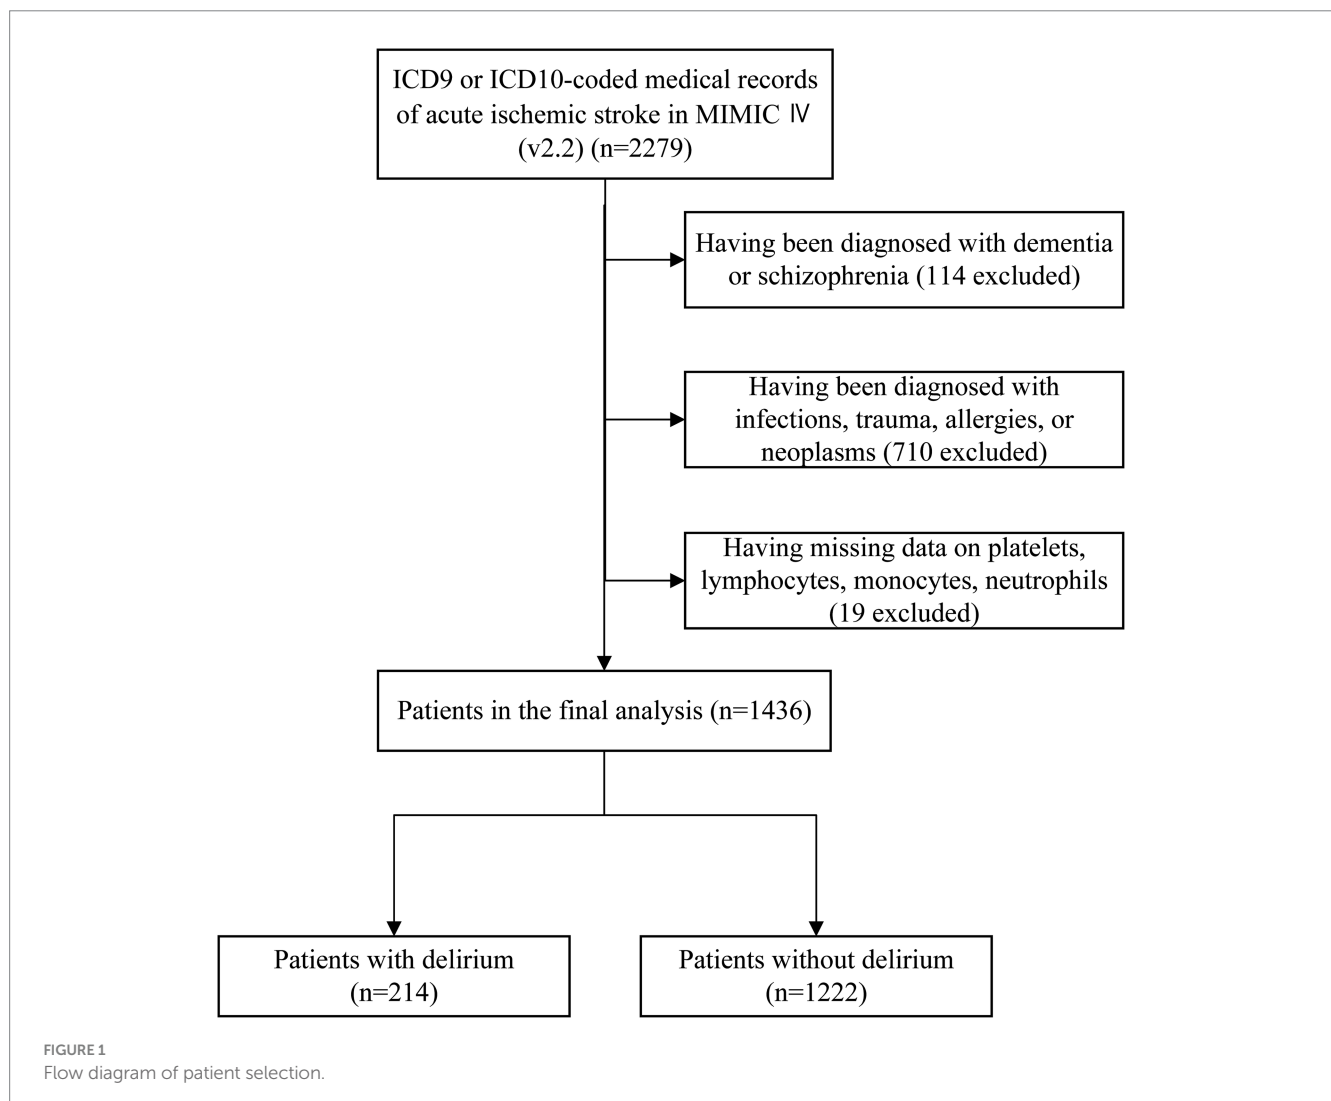 ICD9 or ICD10-coded medical records
of acute ischemic stroke in MIMIC Ⅳ
(v2.2) (n=2279)
Having been diagnosed with dementia
or schizophrenia (114 excluded)
Having been diagnosed with
infections, trauma, allergies, or
neoplasms (710 excluded)
Having missing data on platelets,
lymphocytes, monocytes, neutrophils
(19 excluded)
Patients in the final analysis (n=1436)
Patients with delirium
(n=214)
Patients without delirium
(n=1222)
FIGURE 1
Flow diagram of patient selection.